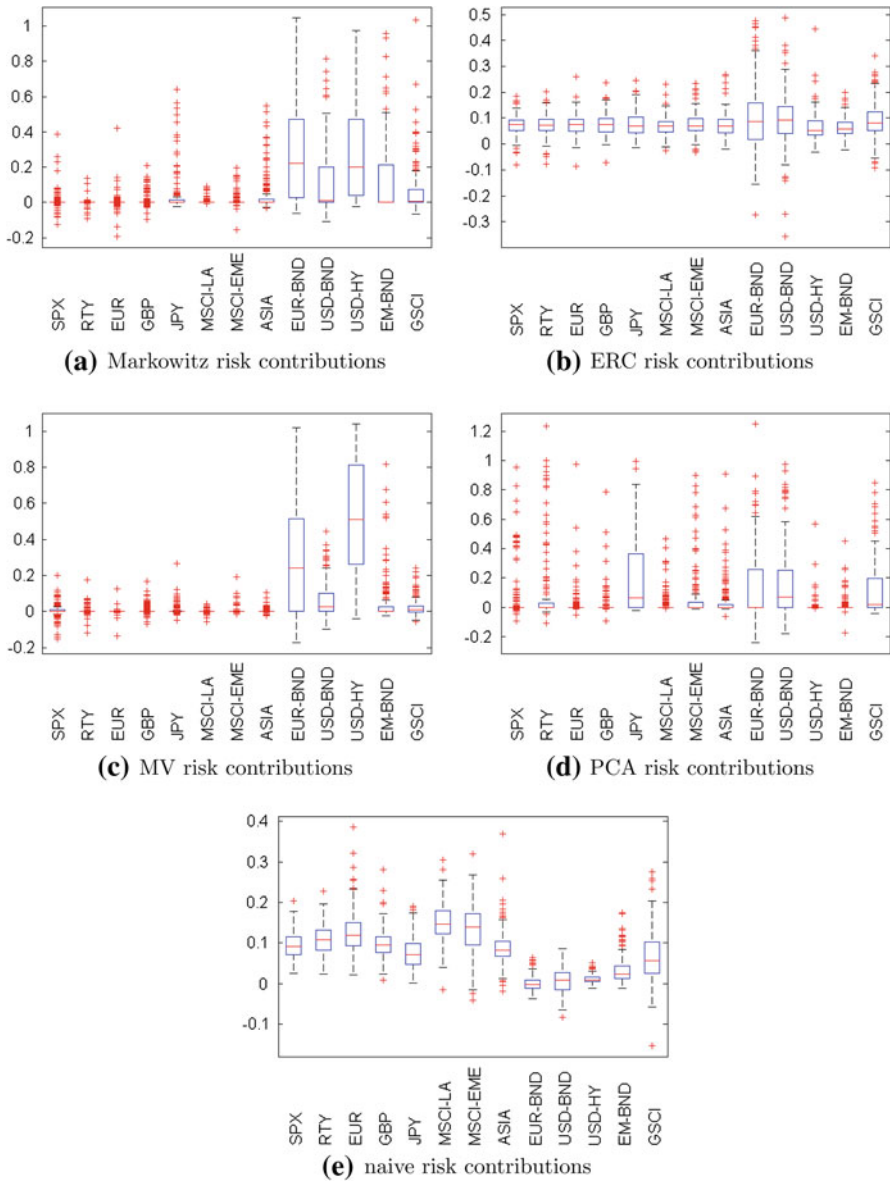 1
0.8
0.6
0.4
0.2
0
-0.2
SPX
RTY
EUR
GBP
JPY
MSCI-LA
MSCI-EME
ASIA
EUR-BND
USD-BND
USD-HY
EM-BND
GSCI
(a) Markowitz risk contributions
0.5
0.4
0.3
0.2
0.1
0
-0.1
-0.2
-0.3
SPX
RTY
EUR
GBP
JPY
MSCI-LA
MSCI-EME
ASIA
EUR-BND
USD-BND
USD-HY
EM-BND
GSCI
(b) ERC risk contributions
1
0.8
0.6
0.4
0.2
0
-0.2
SPX
RTY
EUR
GBP
JPY
MSCI-LA
MSCI-EME
ASIA
EUR-BND
USD-BND
USD-HY
EM-BND
GSCI
(c) MV risk contributions
1.2
1
0.8
0.6
0.4
0.2
0
-0.2
SPX
RTY
EUR
GBP
JPY
MSCI-LA
MSCI-EME
ASIA
EUR-BND
USD-BND
USD-HY
EM-BND
GSCI
(d) PCA risk contributions
0.4
0.3
0.2
0.1
0
-0.1
SPX
RTY
EUR
GBP
JPY
MSCI-LA
MSCI-EME
ASIA
EUR-BND
USD-BND
USD-HY
EM-BND
GSCI
(e) naive risk contributions